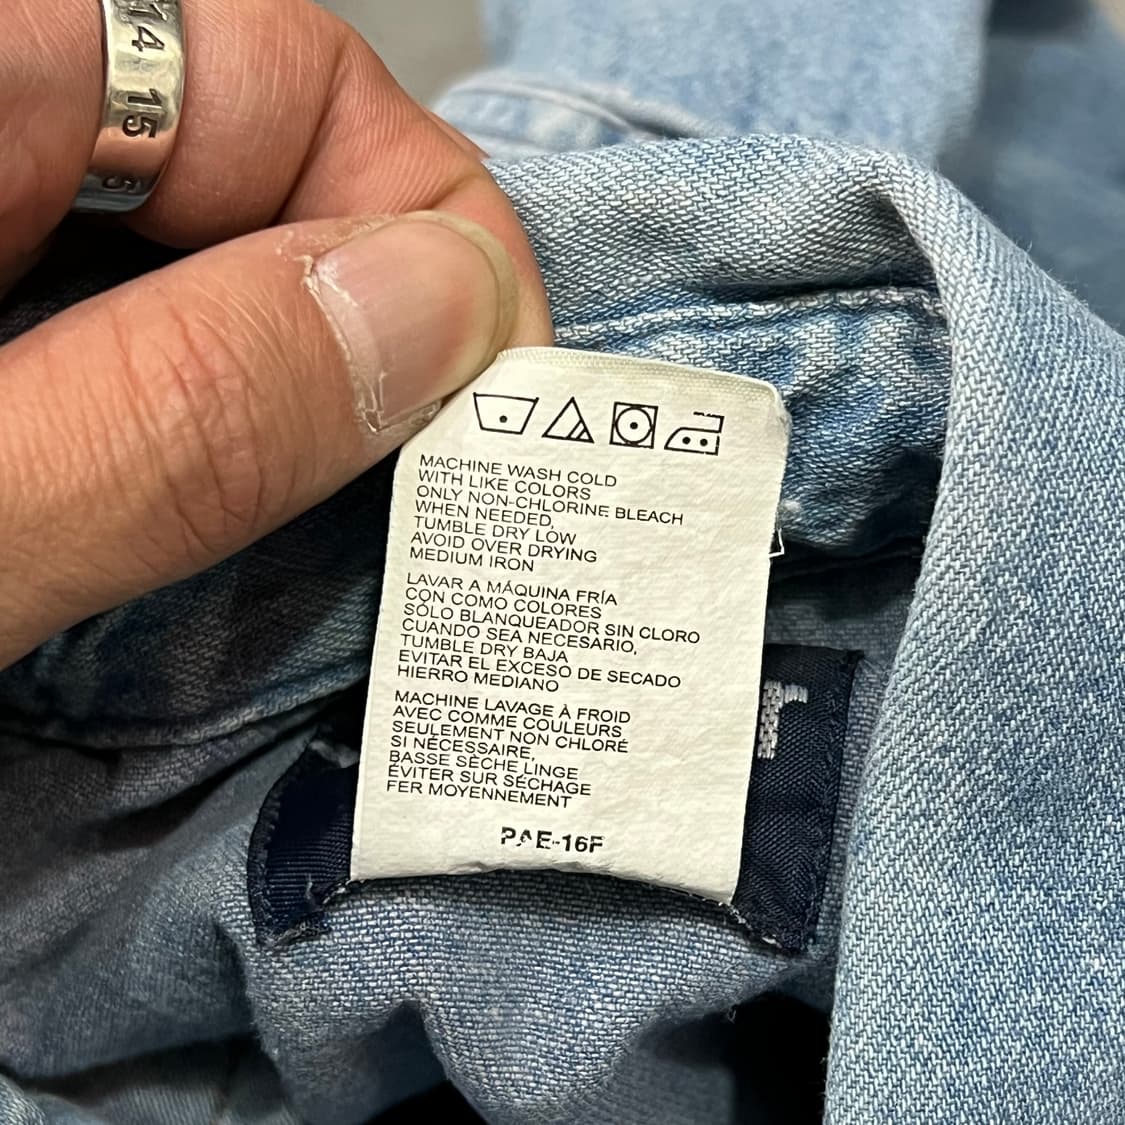 14 15
5
MACHINE WASH COLD
WITH LIKE COLORS
ONLY NON-CHLORINE BLEACH
WHEN NEEDED,
TUMBLE DRY LOW
AVOID OVER DRYING
MEDIUM IRON
LAVAR A MÁQUINA FRÍA
CON COMO COLORES
SÓLO BLANQUEADOR SIN CLORO
CUANDO SEA NECESARIO,
TUMBLE DRY BAJA
EVITAR EL EXCESO DE SECADO
HIERRO MEDIANO
MACHINE LAVAGE À FROID
AVEC COMME COULEURS
SEULEMENT NON CHLORÉ
SI NÉCESSAIRE,
BASSE SÈCHE LINGE
ÉVITER SUR SÉCHAGE
FER MOYENNEMENT
PAE-16F